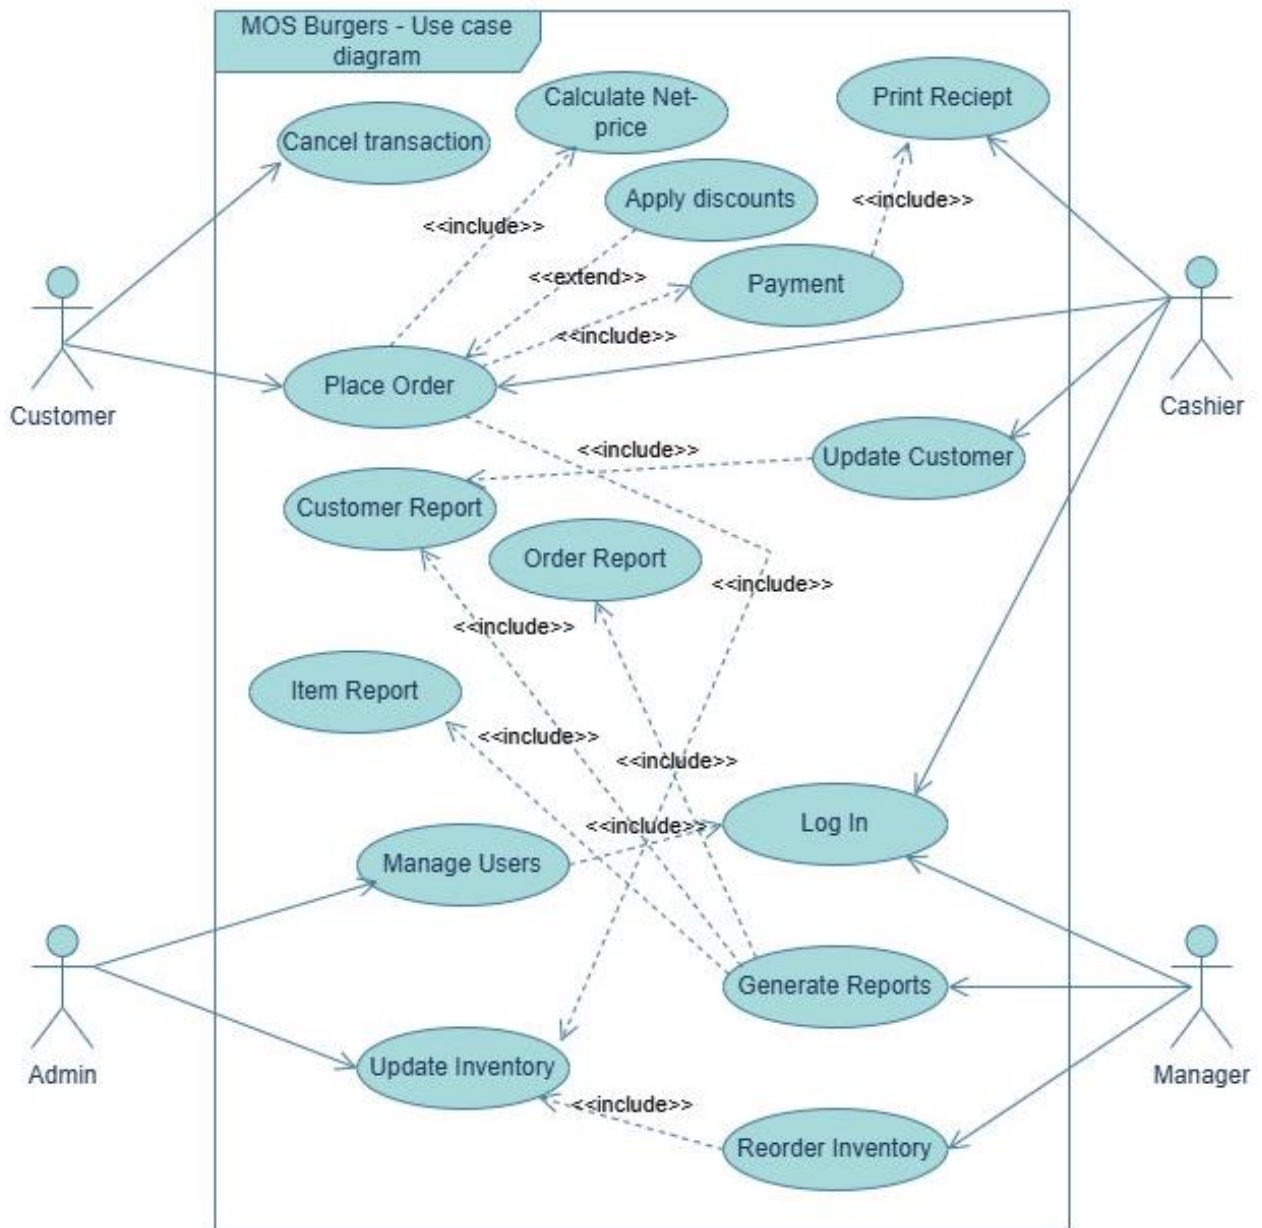 MOS Burgers - Use case
diagram
Calculate Net-
price
Print Reciept
Cancel transaction
Apply discounts
<<include>>
<<include>>
<<extend>>
Payment
<<include>>
Place Order
Customer
Cashier
<<include>>
Update Customer
Customer Report
Order Report
<<include>>
<<include>>
Item Report
<<include>>
<<include>>
Log In
<<include>>
Manage Users
Generate Reports
Update Inventory
Admin
Manager
<<include>>
Reorder Inventory